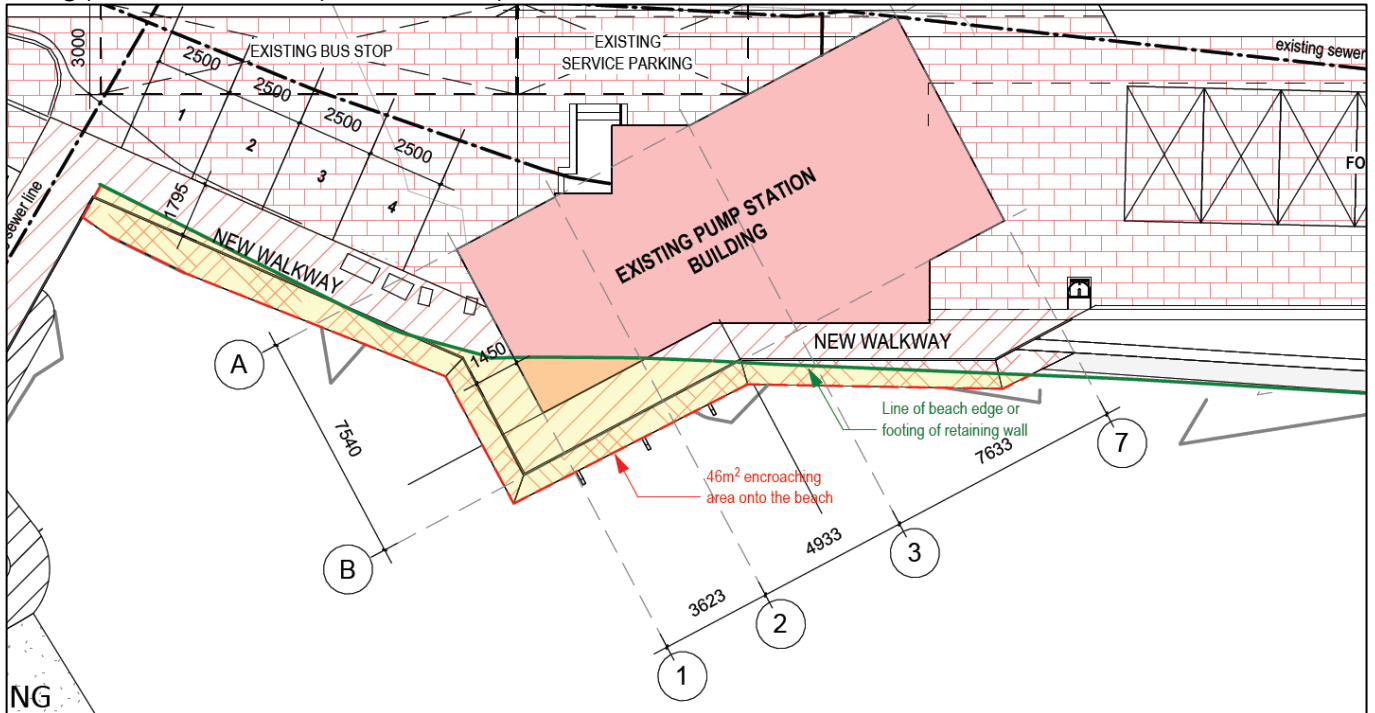 3000
EXISTING BUS STOP
EXISTING
SERVICE PARKING
existing sewer
2500
2500
2500
2500
1
2
3
4
FO
sewer line
1795
NEW WALKWAY
EXISTING PUMP STATION
BUILDING
1450
NEW WALKWAY
A
7540
B
Line of beach edge or
footing of retaining wall
46m² encroaching
area onto the beach
7633
7
4933
3
3623
2
1
NG